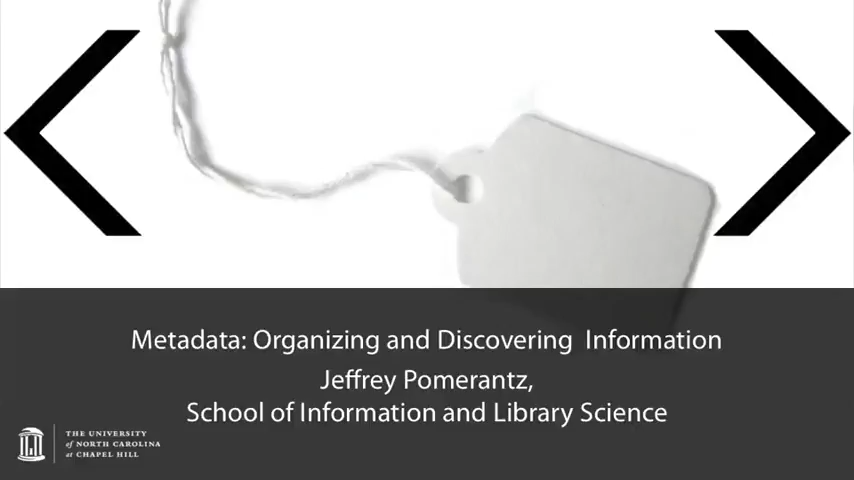 Metadata: Organizing and Discovering Information
Jeffrey Pomerantz,
School of Information and Library Science
THE UNIVERSITY
of NORTH CAROLINA
at CHAPEL HILL